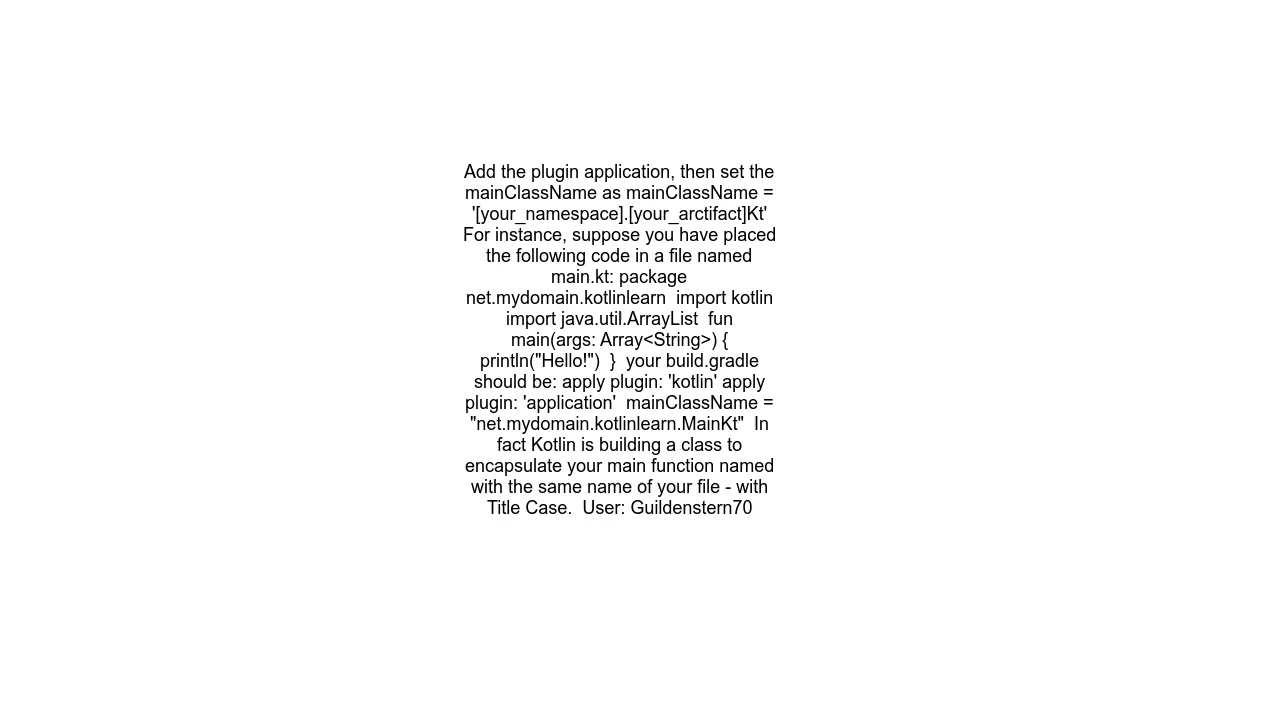 Add the plugin application, then set the
mainClassName as mainClassName =
'[your_namespace].[your_arctifact]Kt'
For instance, suppose you have placed
the following code in a file named
main.kt: package
net.mydomain.kotlinlearn  import kotlin
import java.util.ArrayList  fun
main(args: Array<String>) {
println("Hello!")  }  your build.gradle
should be: apply plugin: 'kotlin' apply
plugin: 'application'  mainClassName =
"net.mydomain.kotlinlearn.MainKt"  In
fact Kotlin is building a class to
encapsulate your main function named
with the same name of your file - with
Title Case.  User: Guildenstern70